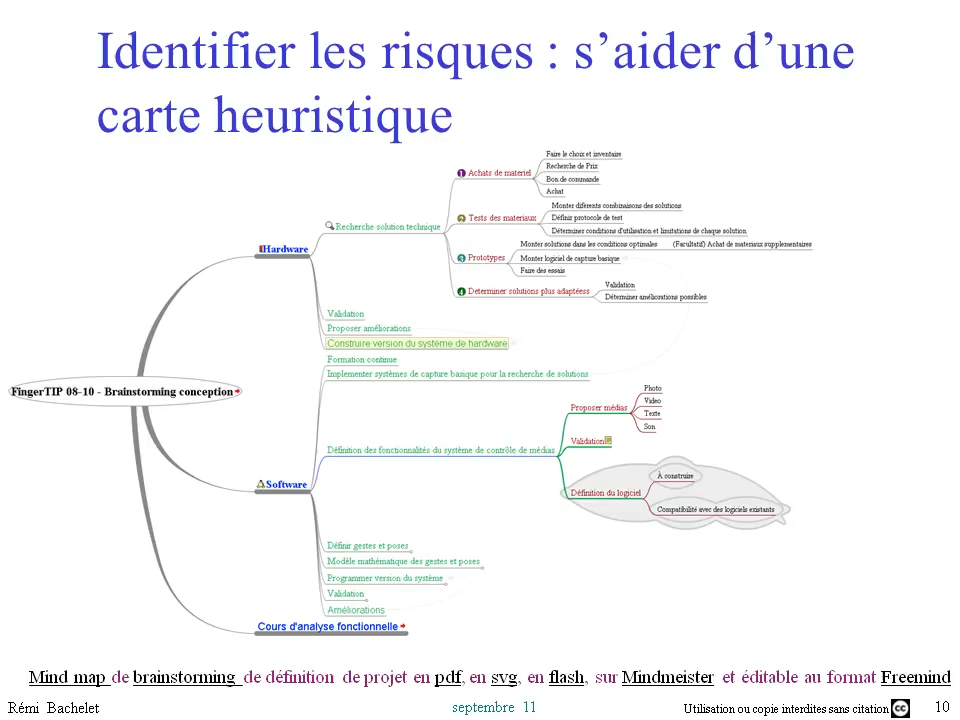 Identifier les risques : s’aider d’une
carte heuristique
FingerTIP 08-10 - Brainstorming conception
Hardware
Recherche solution technique
1 Achats de materiel
Faire le choix et inventaire
Recherche de Prix
Bon de commande
Achat
2 Tests des materiaux
Monter diferents combinaisons des solutions
Définir protocole de test
Déterminer conditions d'utilisation et limitations de chaque solution
3 Prototypes
Monter solutions dans les conditions optimales
(Facultatif) Achat de materiaux supplementaires
Monter logiciel de capture basique
Faire des essais
4 Determiner solutions plus adaptéess
Validation
Déterminer améliorations possibles
Validation
Proposer améliorations
Construire version du système de hardware
Software
Formation continue
Implementer systèmes de capture basique pour la recherche de solutions
Définition des fonctionnalités du système de contrôle de médias
Proposer médias
Photo
Video
Texte
Son
Validation
Définition du logiciel
À construire
Compatibilité avec des logiciels existants
Définir gestes et poses
Modèle mathématique des gestes et poses
Programmer version du système
Validation
Améliorations
Cours d'analyse fonctionnelle
Mind map de brainstorming de définition de projet en pdf, en svg, en flash, sur Mindmeister et éditable au format Freemind
Rémi Bachelet
septembre 11
Utilisation ou copie interdites sans citation
cc
10